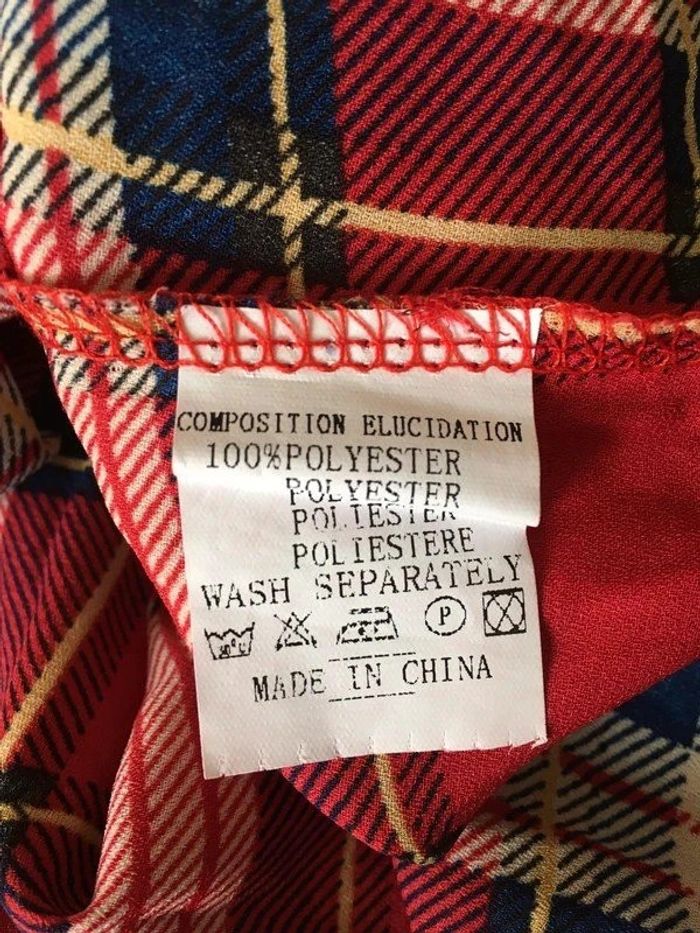 COMPOSITION ELUCIDATION
100%POLYESTER
POLYESTER
POLIESTER
POLIESTERE
WASH SEPARATELY
P
MADE IN CHINA